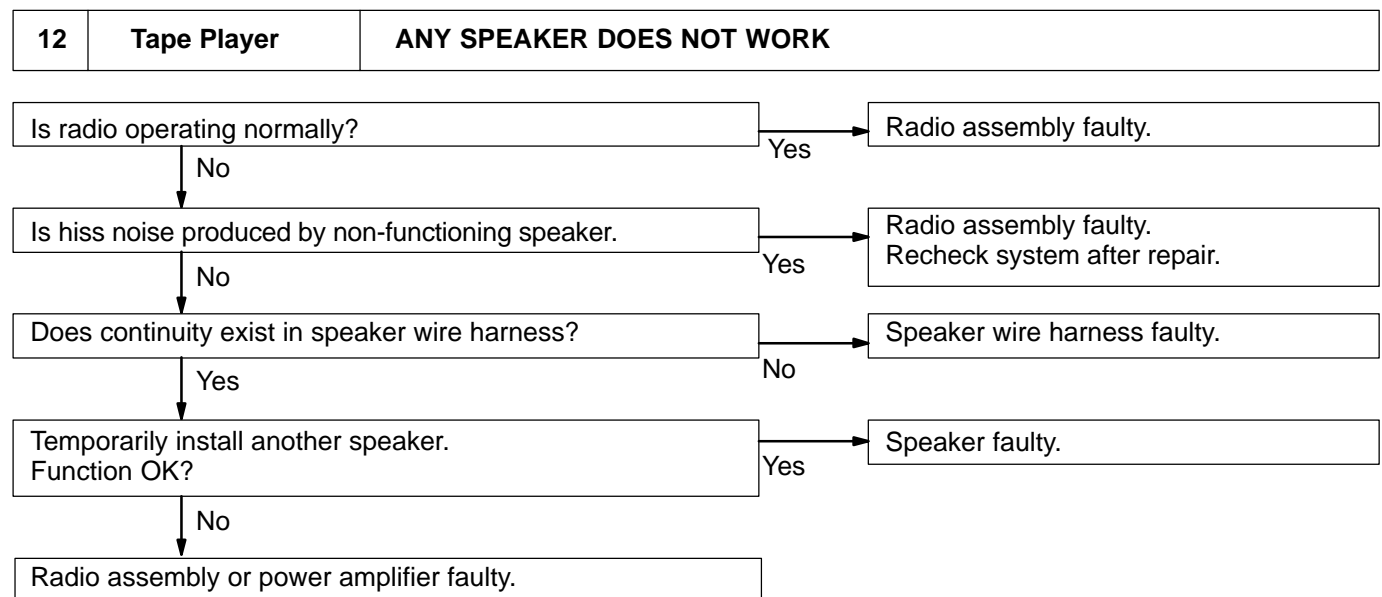 12 Tape Player ANY SPEAKER DOES NOT WORK
Is radio operating normally?
Yes
Radio assembly faulty.
No
Is hiss noise produced by non-functioning speaker.
Yes
Radio assembly faulty.
Recheck system after repair.
No
Does continuity exist in speaker wire harness?
No
Speaker wire harness faulty.
Yes
Temporarily install another speaker.
Function OK?
Yes
Speaker faulty.
No
Radio assembly or power amplifier faulty.